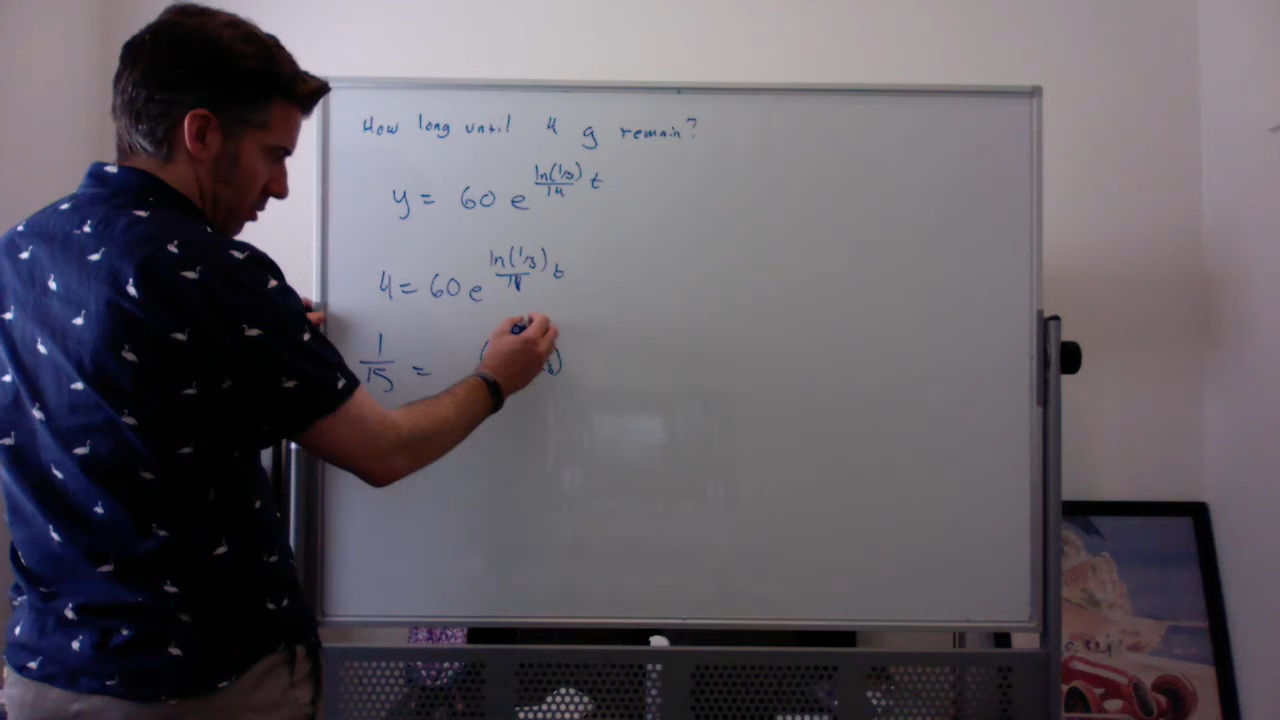 How long until 4 g remain?
y = 60 e^(ln(1/3)/14 t)
4 = 60 e^(ln(1/3)/14 t)
1/15 =